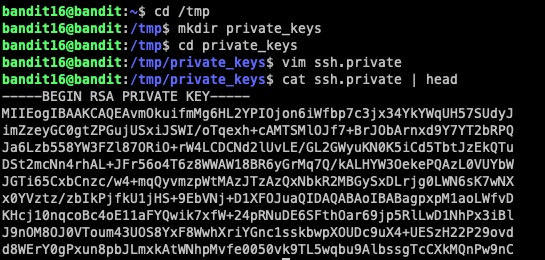 bandit16@bandit:~$ cd /tmp
bandit16@bandit:/tmp$ mkdir private_keys
bandit16@bandit:/tmp$ cd private_keys
bandit16@bandit:/tmp/private_keys$ vim ssh.private
bandit16@bandit:/tmp/private_keys$ cat ssh.private | head
-----BEGIN RSA PRIVATE KEY-----
MIIEogIBAAKCAQEAvmOkuifmMg6HL2YPIOjon6iWfbp7c3jx34YkYWqUH57SUdyJ
imZzeyGC0gtZPGujUSxiJSWI/oTqexh+cAMTSMlOJf7+BrJObArnxd9Y7YT2bRPQ
Ja6Lzb558YW3FZl87ORiO+rW4LCDCNd2lUvLE/GL2GWyuKN0K5iCd5TbtJzEkQTu
DSt2mcNn4rhAL+JFr56o4T6z8WWAW18BR6yGrMq7Q/kALHYW3OekePQAzL0VUYbW
JGTi65CxbCnzc/w4+mqQyvmzpWtMAzJTzAzQxNbkR2MBGySxDLrjg0LWN6sK7wNX
x0YVztz/zbIkPjfkU1jHS+9EbVNj+D1XFOJuaQIDAQABAoIBABagpxpM1aoLWfvD
KHcj10nqcoBc4oE11aFYQwik7xfW+24pRNuDE6SFthOar69jp5RlLwD1NhPx3iBl
J9nOM8OJ0VToum43UOS8YxF8WwhXriYGnc1sskbwpXOUDc9uX4+UESzH22P29ovd
d8WErY0gPxun8pbJLmxkAtWNhpMvfe0050vk9TL5wqbu9AlbssgTcCXkMQnPw9nC